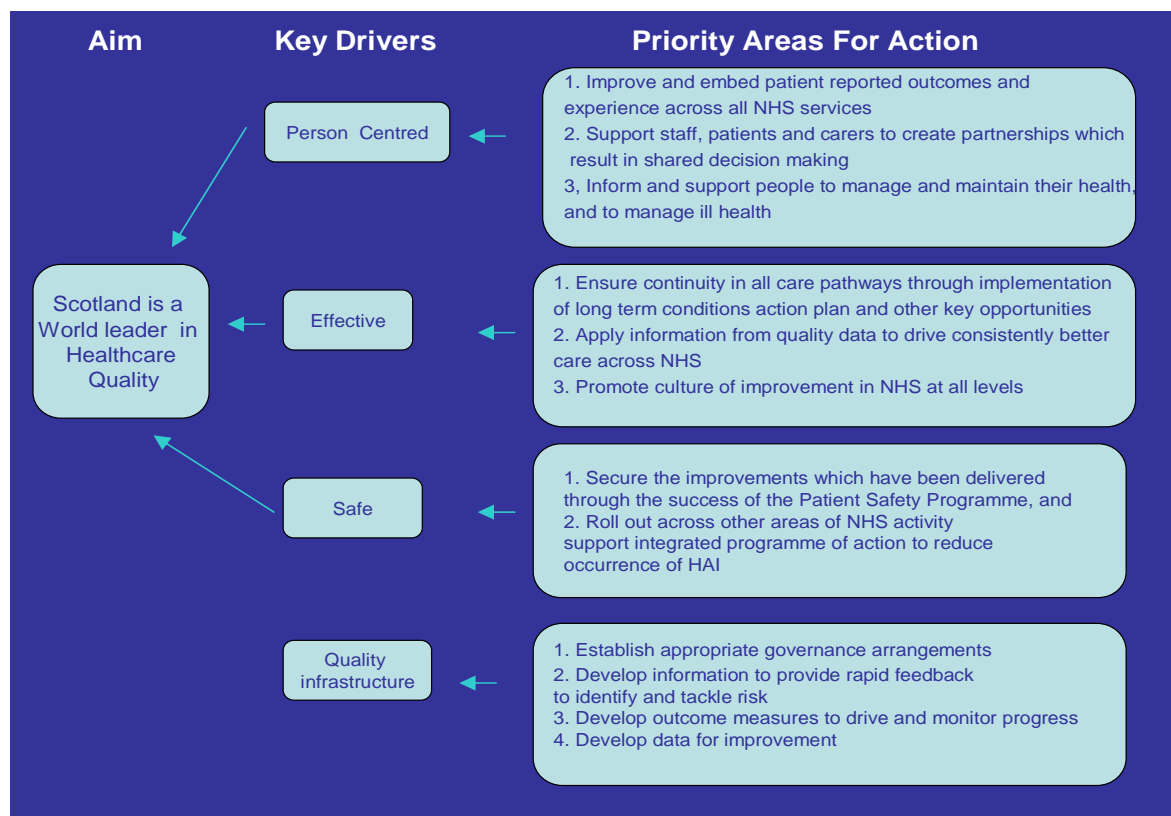 Aim
Key Drivers
Priority Areas For Action
Person Centred
1. Improve and embed patient reported outcomes and
experience across all NHS services
2. Support staff, patients and carers to create partnerships which
result in shared decision making
3, Inform and support people to manage and maintain their health,
and to manage ill health
Scotland is a
World leader in
Healthcare
Quality
Effective
1. Ensure continuity in all care pathways through implementation
of long term conditions action plan and other key opportunities
2. Apply information from quality data to drive consistently better
care across NHS
3. Promote culture of improvement in NHS at all levels
Safe
1. Secure the improvements which have been delivered
through the success of the Patient Safety Programme, and
2. Roll out across other areas of NHS activity
support integrated programme of action to reduce
occurrence of HAI
Quality
infrastructure
1. Establish appropriate governance arrangements
2. Develop information to provide rapid feedback
to identify and tackle risk
3. Develop outcome measures to drive and monitor progress
4. Develop data for improvement